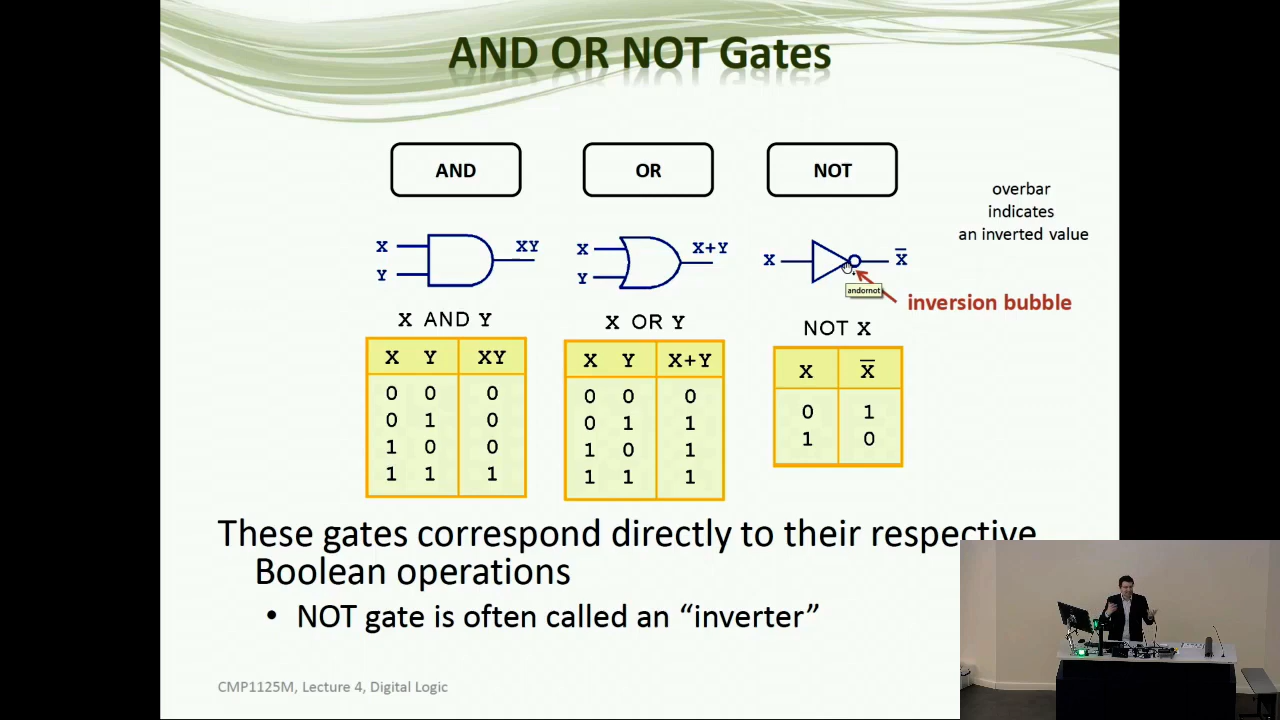 AND OR NOT Gates
AND OR NOT
overbar
indicates
an inverted value
X XY X X+Y X X̅
Y Y
andornot
inversion bubble
X AND Y X OR Y NOT X
X Y XY X Y X+Y X X̅
0 0 0 0 0 0 0 1
0 1 0 0 1 1 1 0
1 0 0 1 0 1
1 1 1 1 1 1
These gates correspond directly to their respective
Boolean operations
• NOT gate is often called an “inverter”
CMP1125M, Lecture 4, Digital Logic